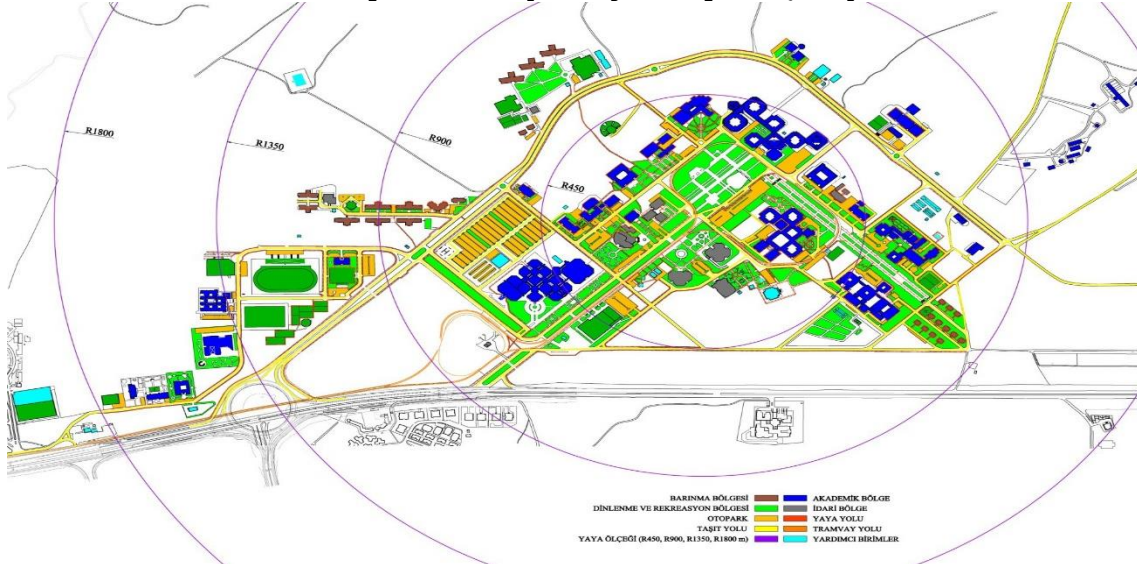 R1800
R1350
R900
R450
BARINMA BÖLGESİ AKADEMİK BÖLGE
DİNLENME VE REKREASYON BÖLGESİ İDARİ BÖLGE
OTOPARK YAYA YOLU
TAŞIT YOLU TRAMVAY YOLU
YAYA ÖLÇEĞİ (R450, R900, R1350, R1800 m) YARDIMCI BİRİMLER